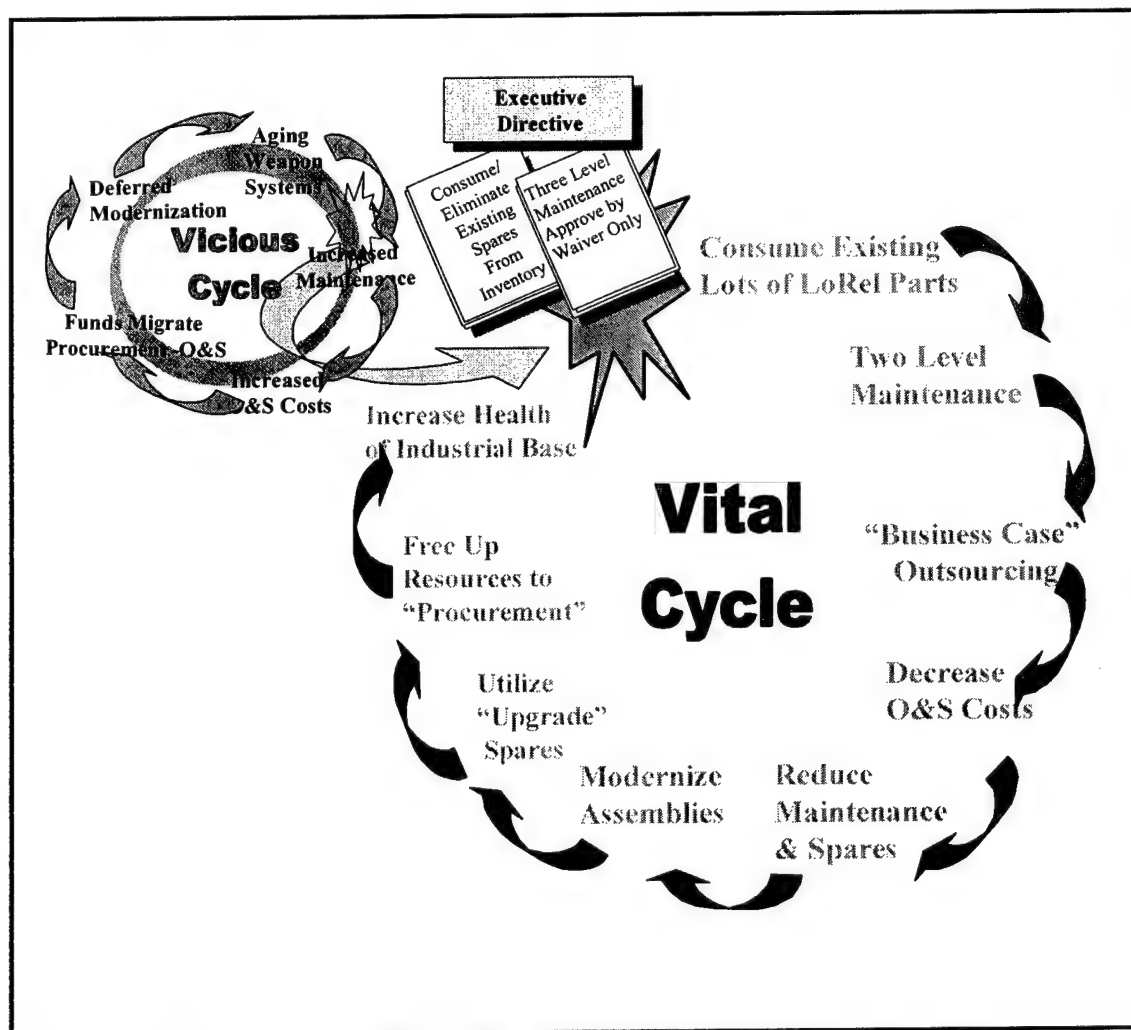 Executive
Directive
Consume/
Eliminate
Existing
Spares
From
Inventory
Three Level
Maintenance
Approve by
Waiver Only
Aging
Weapon
Systems
Deferred
Modernization
Vicious
Cycle
Increased
Maintenance
Funds Migrate
Procurement-O&S
Increased
O&S Costs
Consume Existing
Lots of LoRel Parts
Two Level
Maintenance
“Business Case”
Outsourcing
Decrease
O&S Costs
Reduce
Maintenance
& Spares
Modernize
Assemblies
Utilize
“Upgrade”
Spares
Free Up
Resources to
“Procurement”
Increase Health
of Industrial Base
Vital
Cycle